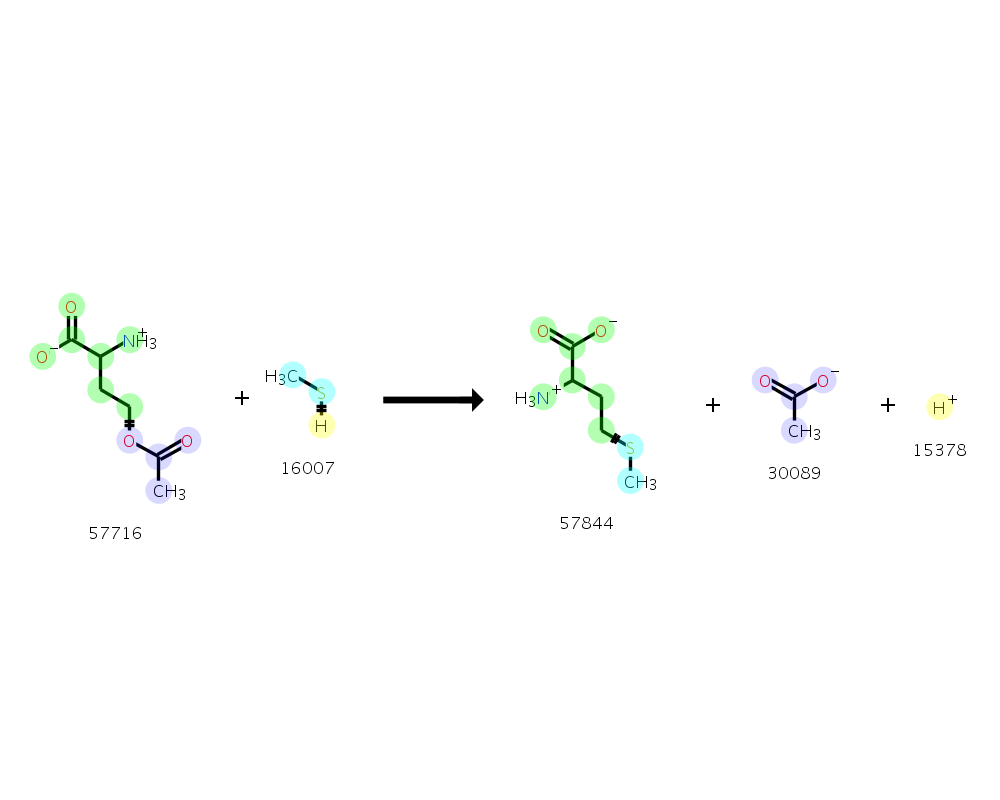 O
O⁻
NH₃⁺
O
O
CH₃
57716
+
H₃C
S
H
16007
+
O
O⁻
H₃N⁺
S
CH₃
57844
+
O
O⁻
CH₃
30089
+
H⁺
15378